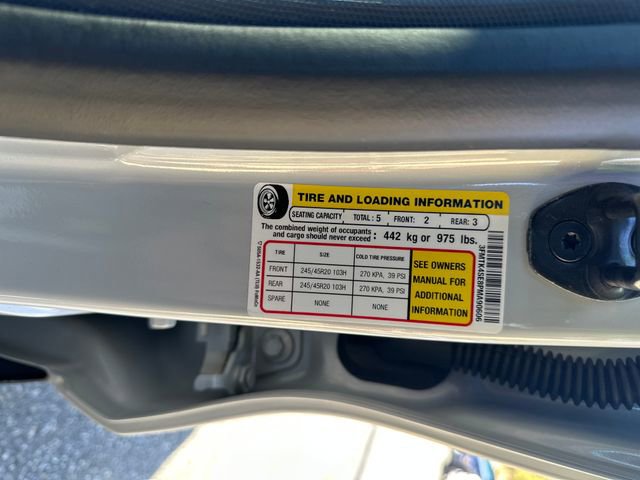 TIRE AND LOADING INFORMATION
SEATING CAPACITY TOTAL : 5 FRONT: 2 REAR: 3
The combined weight of occupants and cargo should never exceed : 442 kg or 975 lbs.
TIRE SIZE COLD TIRE PRESSURE
FRONT 245/45R20 103H 270 KPA, 39 PSI
REAR 245/45R20 103H 270 KPA, 39 PSI
SPARE NONE NONE
SEE OWNERS
MANUAL FOR
ADDITIONAL
INFORMATION
3FMTK4SE8PMA90606